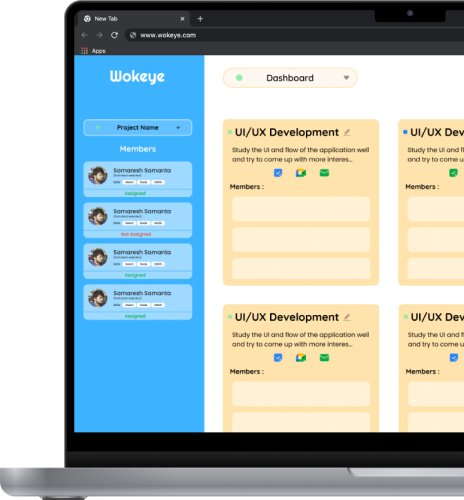 New Tab
www.wokeye.com
Apps
Wokeye
Dashboard
Project Name
Members
Samaresh Samanta
Assigned
Samaresh Samanta
Not Assigned
Samaresh Samanta
Assigned
Samaresh Samanta
Assigned
UI/UX Development
Study the UI and flow of the application well
and try to come up with more interes...
Members :
UI/UX Dev
Study the UI and fl
and try to come u
Members :
UI/UX Development
Study the UI and flow of the application well
and try to come up with more interes...
Members :
UI/UX Dev
Study the UI and fl
and try to come u
Members :